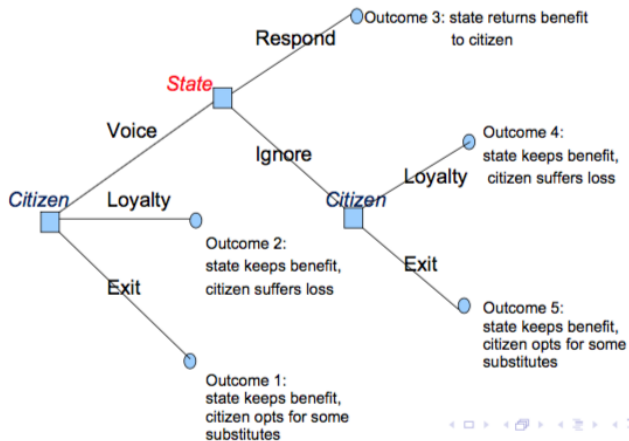 Respond
Outcome 3: state returns benefit
to citizen
State
Voice
Ignore
Outcome 4:
state keeps benefit,
citizen suffers loss
Loyalty
Citizen
Loyalty
Citizen
Outcome 2:
state keeps benefit,
citizen suffers loss
Exit
Exit
Outcome 5:
state keeps benefit,
citizen opts for some
substitutes
Outcome 1:
state keeps benefit,
citizen opts for some
substitutes